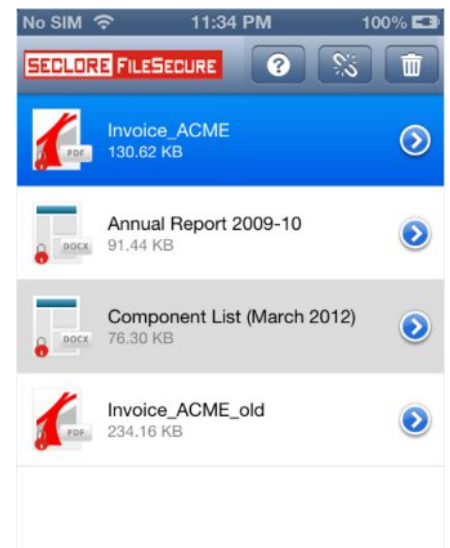 No SIM 11:34 PM 100%
SECLORE FILESECURE ?
Invoice_ACME
130.62 KB
PDF
Annual Report 2009-10
91.44 KB
DOCX
Component List (March 2012)
76.30 KB
DOCX
Invoice_ACME_old
234.16 KB
PDF